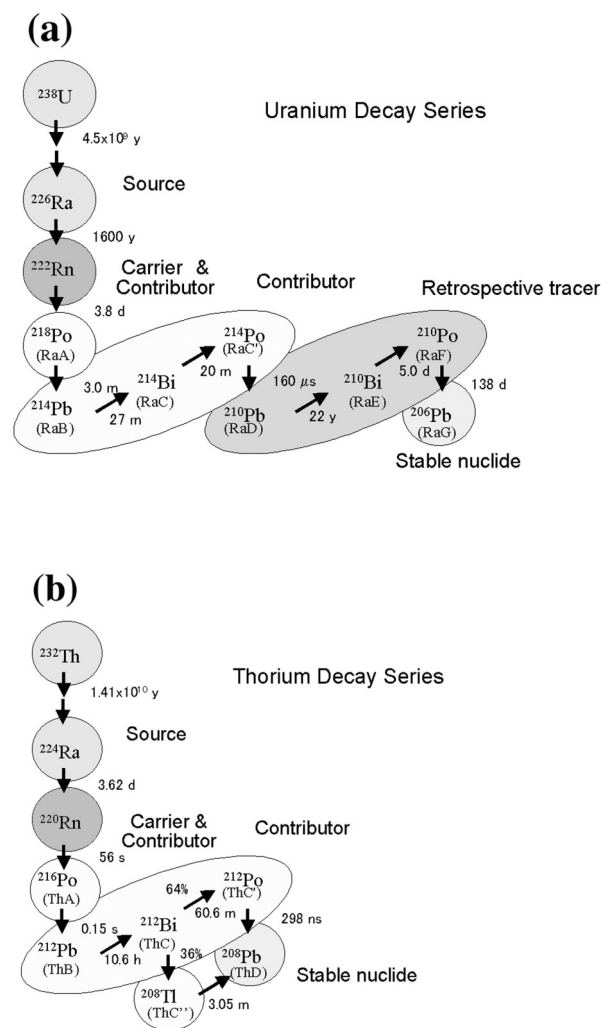 (a)
²³⁸U
Uranium Decay Series
4.5x10⁹ y
Source
²²⁶Ra
1600 y
²²²Rn
Carrier &
Contributor
Contributor
Retrospective tracer
3.8 d
²¹⁸Po
(RaA)
²¹⁴Po
(RaC')
²¹⁰Po
(RaF)
3.0 m
²¹⁴Bi
(RaC)
20 m
160 μs
²¹⁰Bi
(RaE)
5.0 d
138 d
²¹⁴Pb
(RaB)
27 m
²¹⁰Pb
(RaD)
22 y
²⁰⁶Pb
(RaG)
Stable nuclide
(b)
²³²Th
Thorium Decay Series
1.41x10¹⁰ y
Source
²²⁴Ra
3.62 d
²²⁰Rn
Carrier &
Contributor
Contributor
56 s
²¹⁶Po
(ThA)
64%
²¹²Po
(ThC')
60.6 m
0.15 s
²¹²Bi
(ThC)
298 ns
²¹²Pb
(ThB)
10.6 h
36%
²⁰⁸Pb
(ThD)
Stable nuclide
²⁰⁸Tl
(ThC’’)
3.05 m